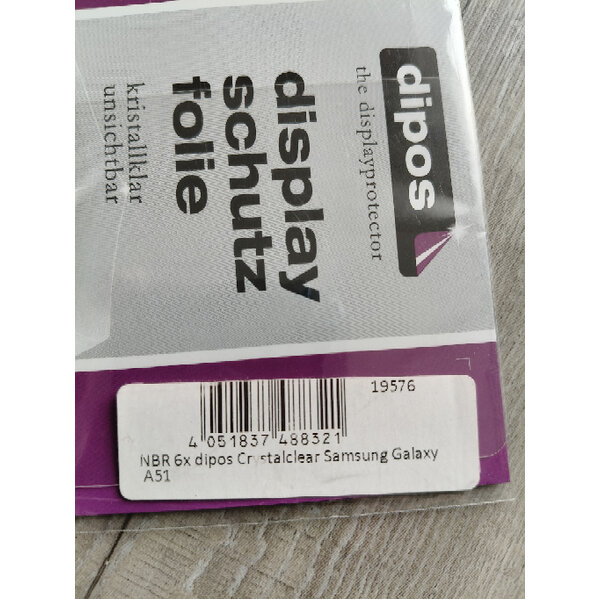 dipos
the displayprotector
display
schutz
folie
kristallklar
unsichtbar
19576
4 051837 488321
NBR 6x dipos Crystalclear Samsung Galaxy
A51